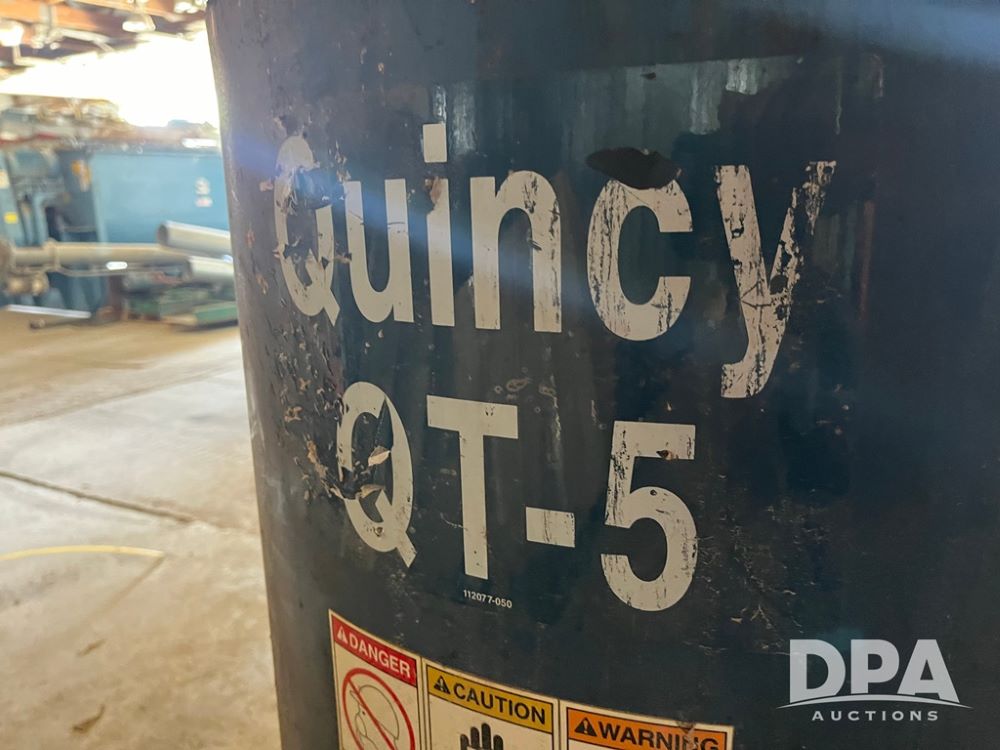 Quincy
QT-5
112077-050
DANGER
CAUTION
WARNING
DPA
AUCTIONS